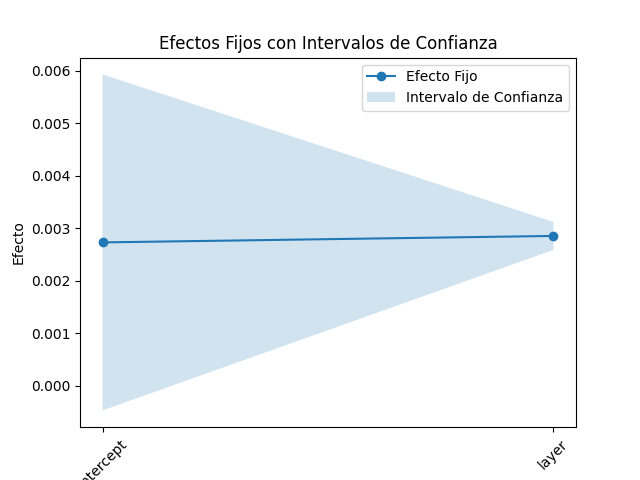 Efectos Fijos con Intervalos de Confianza
Efecto Fijo
Intervalo de Confianza
0.006
0.005
0.004
0.003
0.002
0.001
0.000
Efecto
ntercept
layer